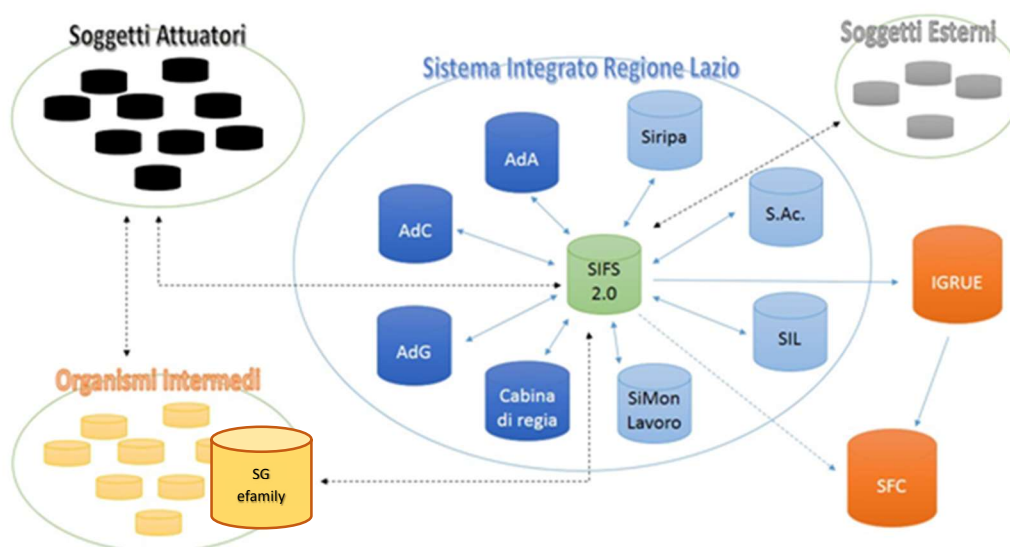 Soggetti Attuatori
Soggetti Esterni
Sistema Integrato Regione Lazio
Siripa
AdA
S.Ac.
AdC
SIFS
2.0
IGRUE
AdG
SIL
Cabina
di regia
SiMon
Lavoro
Organismi Intermedi
SG
efamily
SFC